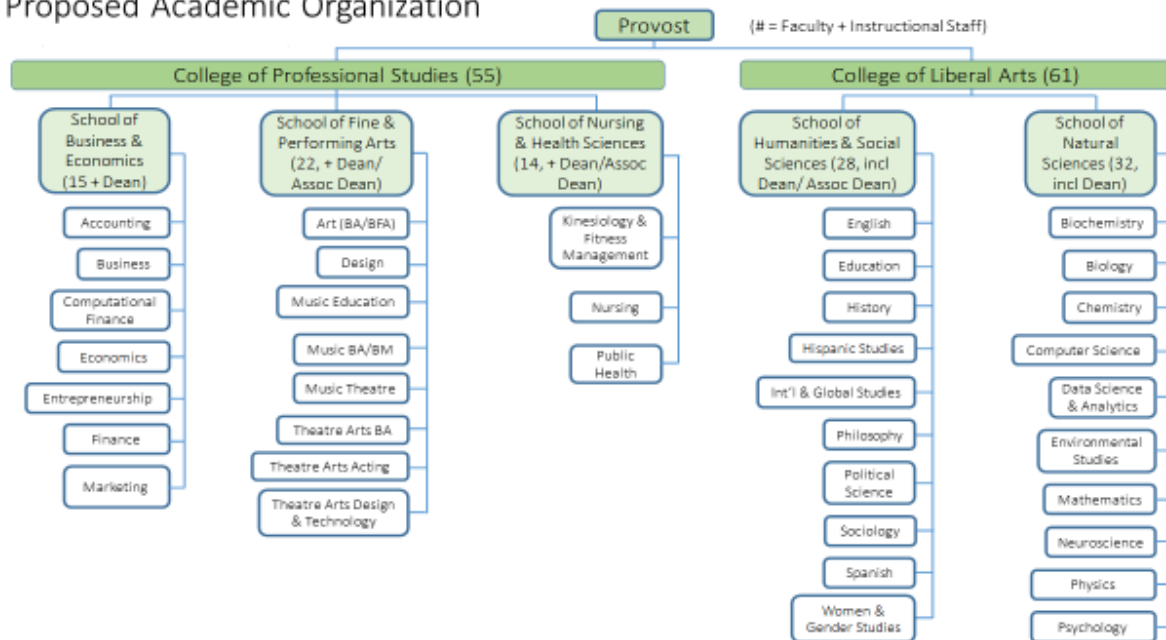 Proposed Academic Organization
Provost
(# = Faculty + Instructional Staff)
College of Professional Studies (55)
College of Liberal Arts (61)
School of
Business &
Economics
(15 + Dean)
Accounting
Business
Computational
Finance
Economics
Entrepreneurship
Finance
Marketing
School of Fine &
Performing Arts
(22, + Dean/
Assoc Dean)
Art (BA/BFA)
Design
Music Education
Music BA/BM
Music Theatre
Theatre Arts BA
Theatre Arts Acting
Theatre Arts Design
& Technology
School of Nursing
& Health Sciences
(14, + Dean/Assoc
Dean)
Kinesiology &
Fitness
Management
Nursing
Public
Health
School of
Humanities & Social
Sciences (28, incl
Dean/ Assoc Dean)
English
Education
History
Hispanic Studies
Int'l & Global Studies
Philosophy
Political
Science
Sociology
Spanish
Women &
Gender Studies
School of
Natural
Sciences (32,
incl Dean)
Biochemistry
Biology
Chemistry
Computer Science
Data Science
& Analytics
Environmental
Studies
Mathematics
Neuroscience
Physics
Psychology